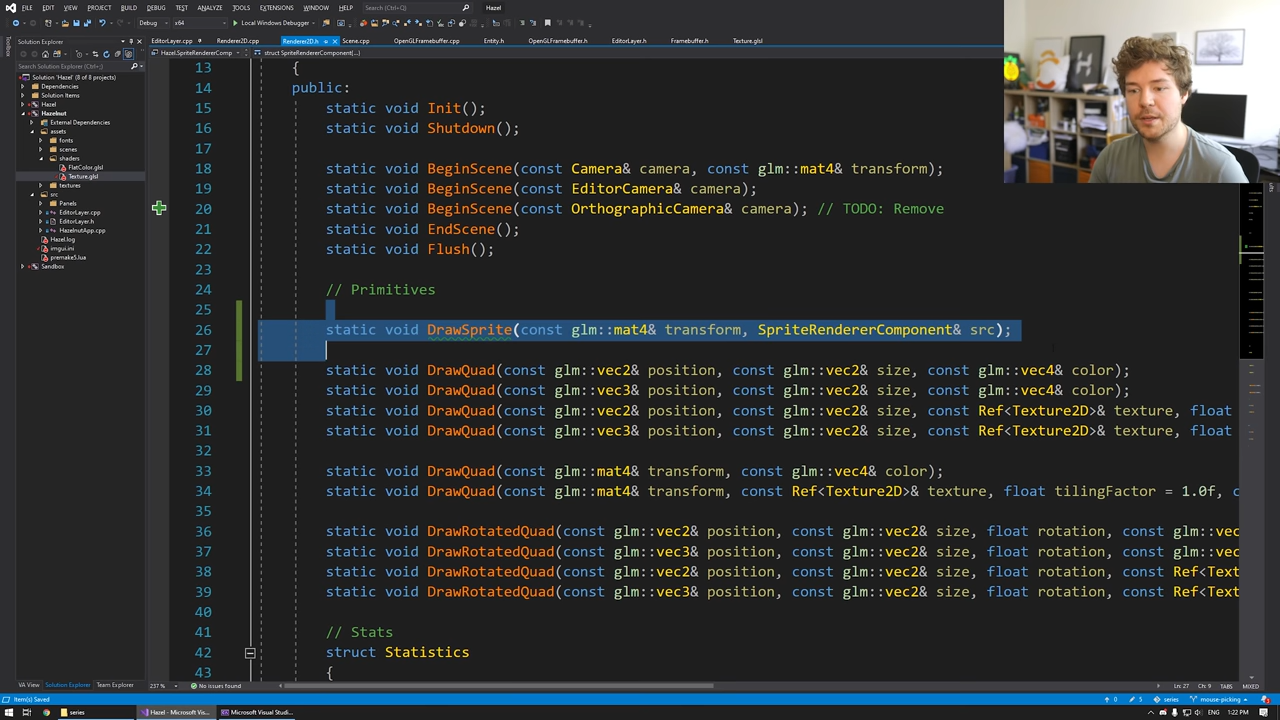 FILE EDIT VIEW PROJECT BUILD DEBUG TEST ANALYZE TOOLS EXTENSIONS WINDOW HELP Search (Ctrl+Q) Hazel
Debug x64 Local Windows Debugger
Solution Explorer
EditorLayer.cpp Renderer2D.cpp Renderer2D.h Scene.cpp OpenGLFramebuffer.cpp Entity.h OpenGLFramebuffer.h EditorLayer.h Framebuffer.h Texture.glsl
Hazel.SpriteRendererComp struct SpriteRendererComponent{...}
Search Solution Explorer (Ctrl+;)
Solution 'Hazel' (8 of 8 projects)
Dependencies
Solution Items
Hazel
Hazelnut
External Dependencies
assets
fonts
scenes
shaders
FlatColor.glsl
Texture.glsl
textures
src
Panels
EditorLayer.cpp
EditorLayer.h
HazelnutApp.cpp
Hazel.log
imgui.ini
premake5.lua
Sandbox
13 {
14 public:
15 static void Init();
16 static void Shutdown();
17
18 static void BeginScene(const Camera& camera, const glm::mat4& transform);
19 static void BeginScene(const EditorCamera& camera);
20 static void BeginScene(const OrthographicCamera& camera); // TODO: Remove
21 static void EndScene();
22 static void Flush();
23
24 // Primitives
25
26 static void DrawSprite(const glm::mat4& transform, SpriteRendererComponent& src);
27
28 static void DrawQuad(const glm::vec2& position, const glm::vec2& size, const glm::vec4& color);
29 static void DrawQuad(const glm::vec3& position, const glm::vec2& size, const glm::vec4& color);
30 static void DrawQuad(const glm::vec2& position, const glm::vec2& size, const Ref<Texture2D>& texture, float
31 static void DrawQuad(const glm::vec3& position, const glm::vec2& size, const Ref<Texture2D>& texture, float
32
33 static void DrawQuad(const glm::mat4& transform, const glm::vec4& color);
34 static void DrawQuad(const glm::mat4& transform, const Ref<Texture2D>& texture, float tilingFactor = 1.0f, c
35
36 static void DrawRotatedQuad(const glm::vec2& position, const glm::vec2& size, float rotation, const glm::vec
37 static void DrawRotatedQuad(const glm::vec3& position, const glm::vec2& size, float rotation, const glm::vec
38 static void DrawRotatedQuad(const glm::vec2& position, const glm::vec2& size, float rotation, const Ref<Text
39 static void DrawRotatedQuad(const glm::vec3& position, const glm::vec2& size, float rotation, const Ref<Text
40
41 // Stats
42 struct Statistics
43 {
VA View Solution Explorer Team Explorer
237 % No issues found Ln: 27 Ch: 9 TABS MIXED
Item(s) Saved 0 5 series mouse-picking
series Hazel - Microsoft Vis... Microsoft Visual Studi... ENG 1:22 PM